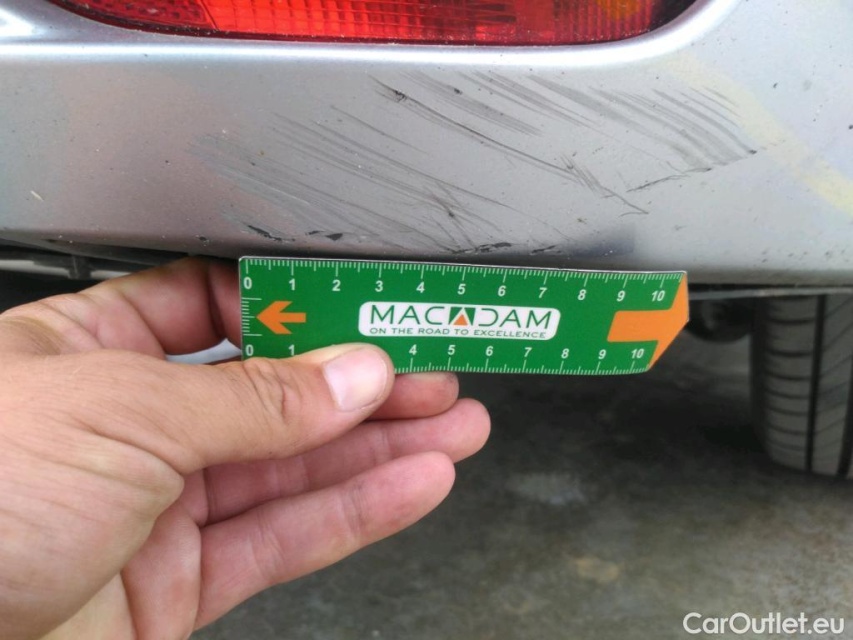 0 1 2 3 4 5 6 7 8 9 10
MACADAM
ON THE ROAD TO EXCELLENCE
0 1 4 5 6 7 8 9 10
CarOutlet.eu